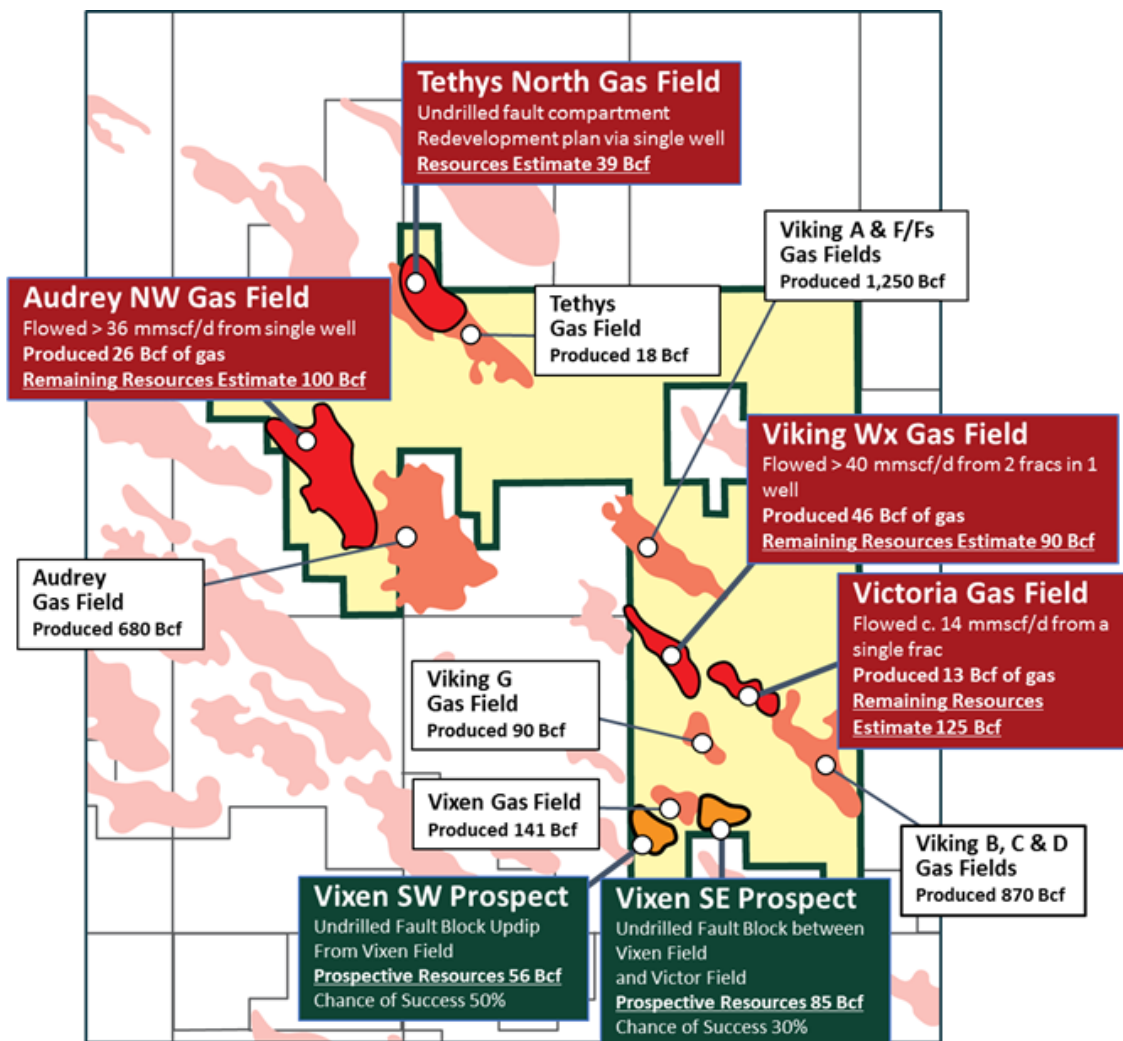 Tethys North Gas Field
Undrilled fault compartment
Redevelopment plan via single well
Resources Estimate 39 Bcf
Viking A & F/Fs
Gas Fields
Produced 1,250 Bcf
Audrey NW Gas Field
Flowed > 36 mmscf/d from single well
Produced 26 Bcf of gas
Remaining Resources Estimate 100 Bcf
Tethys
Gas Field
Produced 18 Bcf
Viking Wx Gas Field
Flowed > 40 mmscf/d from 2 fracs in 1
well
Produced 46 Bcf of gas
Remaining Resources Estimate 90 Bcf
Audrey
Gas Field
Produced 680 Bcf
Victoria Gas Field
Flowed c. 14 mmscf/d from a
single frac
Produced 13 Bcf of gas
Remaining Resources
Estimate 125 Bcf
Viking G
Gas Field
Produced 90 Bcf
Vixen Gas Field
Produced 141 Bcf
Viking B, C & D
Gas Fields
Produced 870 Bcf
Vixen SW Prospect
Undrilled Fault Block Updip
From Vixen Field
Prospective Resources 56 Bcf
Chance of Success 50%
Vixen SE Prospect
Undrilled Fault Block between
Vixen Field
and Victor Field
Prospective Resources 85 Bcf
Chance of Success 30%